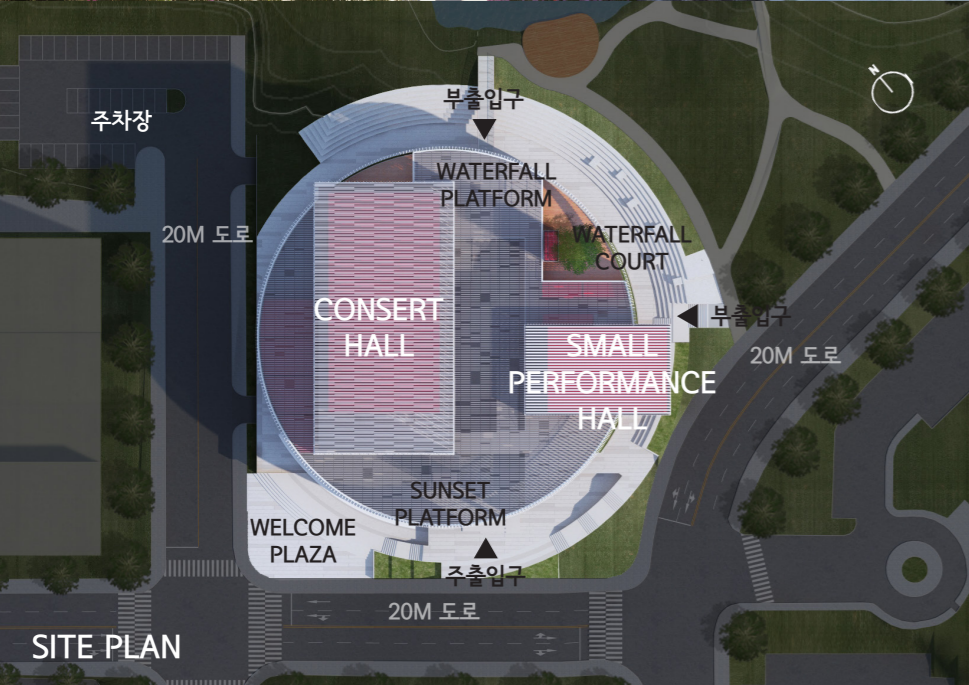 N
부출입구
주차장
WATERFALL
PLATFORM
20M 도로
WATERFALL
COURT
CONSERT
HALL
부출입구
SMALL
PERFORMANCE
HALL
20M 도로
SUNSET
PLATFORM
WELCOME
PLAZA
주출입구
20M 도로
SITE PLAN